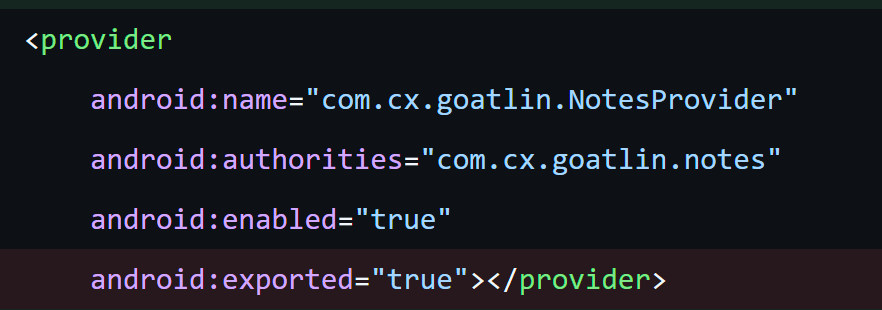 <provider
android:name="com.cx.goatlin.NotesProvider"
android:authorities="com.cx.goatlin.notes"
android:enabled="true"
android:exported="true"></provider>